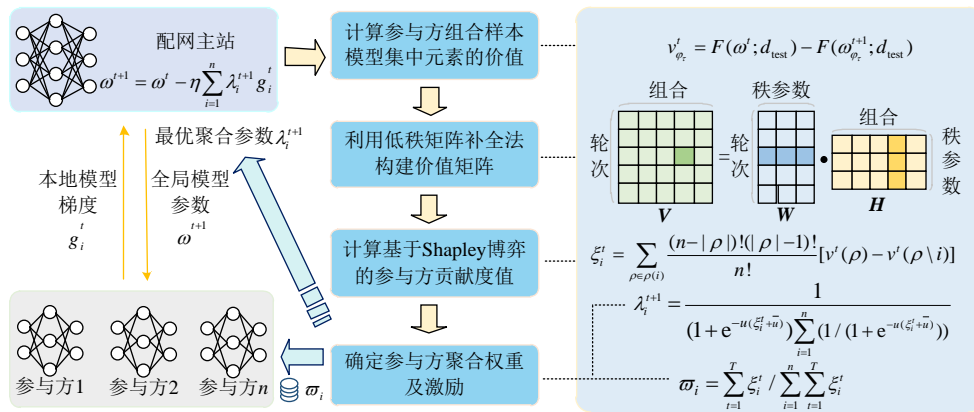 配网主站
ω^{t+1} = ω^t − η∑_{i=1}^{n} λ_i^{t+1} g_i^t
最优聚合参数λ_i^{t+1}
本地模型
梯度
g_i^t
全局模型
参数
ω^{t+1}
参与方1
参与方2
参与方n
ϖ_i
计算参与方组合样本
模型集中元素的价值
利用低秩矩阵补全法
构建价值矩阵
计算基于Shapley博弈
的参与方贡献度值
确定参与方聚合权重
及激励
v_{φ_τ}^t = F(ω^t; d_test) − F(ω_{φ_τ}^{t+1}; d_test)
组合
轮次
V
=
秩参数
轮次
W
•
组合
秩参数
H
ξ_i^t = ∑_{ρ∈ρ(i)} (n−|ρ|)!(|ρ|−1)! / n! [v^t(ρ) − v^t(ρ \ i)]
λ_i^{t+1} = 1 / ((1+e^{−u(ξ_i^t+ū)}) ∑_{i=1}^{n} (1/(1+e^{−u(ξ_i^t+ū)})))
ϖ_i = ∑_{t=1}^{T} ξ_i^t / ∑_{i=1}^{n} ∑_{t=1}^{T} ξ_i^t